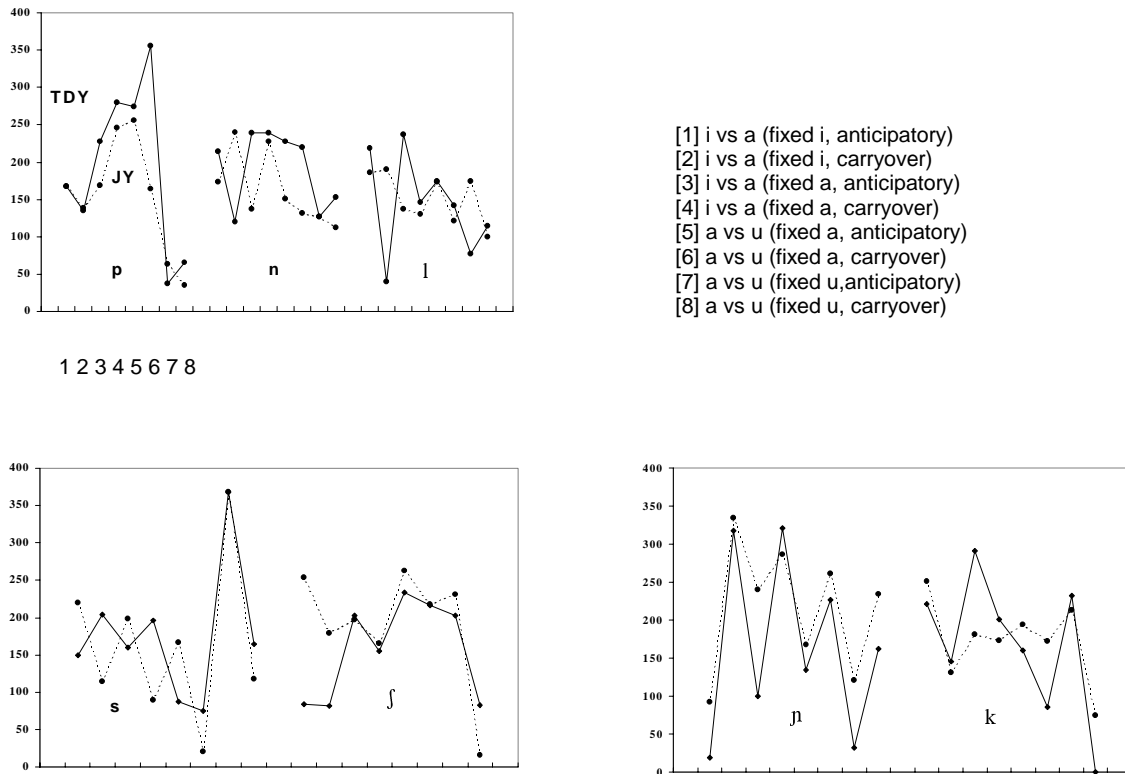 400
350
300
250
200
150
100
50
0
TDY
JY
p
n
l
1 2 3 4 5 6 7 8
[1] i vs a (fixed i, anticipatory)
[2] i vs a (fixed i, carryover)
[3] i vs a (fixed a, anticipatory)
[4] i vs a (fixed a, carryover)
[5] a vs u (fixed a, anticipatory)
[6] a vs u (fixed a, carryover)
[7] a vs u (fixed u,anticipatory)
[8] a vs u (fixed u, carryover)
400
350
300
250
200
150
100
50
0
s
ʃ
400
350
300
250
200
150
100
50
0
ɲ
k